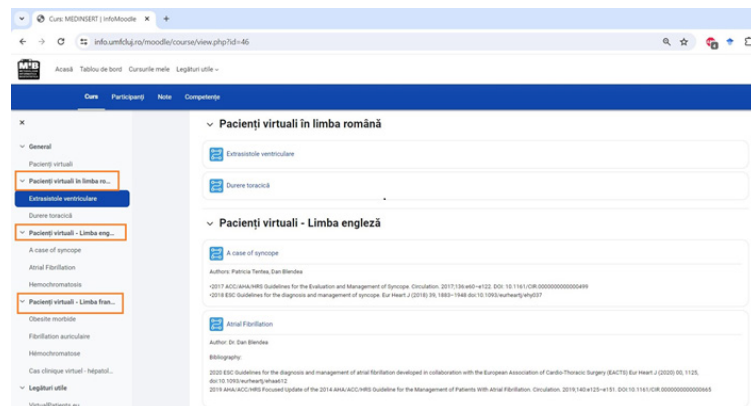 Curs: MEDINSERT | InfoMoodle
info.umfcluj.ro/moodle/course/view.php?id=46
Acasă Tablou de bord Cursurile mele Legături utile
Curs Participanți Note Competențe
General
Pacienți virtuali
Pacienți virtuali în limba ro...
Extrasistole ventriculare
Durere toracică
Pacienți virtuali - Limba eng...
A case of syncope
Atrial Fibrillation
Hemochromatosis
Pacienți virtuali - Limba fran...
Obesite morbide
Fibrillation auriculaire
Hémochromatose
Cas clinique virtuel - hépatol...
Legături utile
VirtualPatients.eu
Pacienți virtuali în limba română
Extrasistole ventriculare
Durere toracică
Pacienți virtuali - Limba engleză
A case of syncope
Authors: Patricia Tentea, Dan Blendea
•2017 ACC/AHA/HRS Guidelines for the Evaluation and Management of Syncope. Circulation. 2017;136:e60–e122. DOI: 10.1161/CIR.0000000000000499
•2018 ESC Guidelines for the diagnosis and management of syncope. Eur Heart J (2018) 39, 1883–1948 doi:10.1093/eurheartj/ehy037
Atrial Fibrillation
Author: Dr. Dan Blendea
Bibliography:
2020 ESC Guidelines for the diagnosis and management of atrial fibrillation developed in collaboration with the European Association of Cardio-Thoracic Surgery (EACTS) Eur Heart J (2020) 00, 1125,
doi:10.1093/eurheartj/ehaa612
2019 AHA/ACC/HRS Focused Update of the 2014 AHA/ACC/HRS Guideline for the Management of Patients With Atrial Fibrillation. Circulation. 2019;140:e125–e151. DOI:10.1161/CIR.0000000000000665